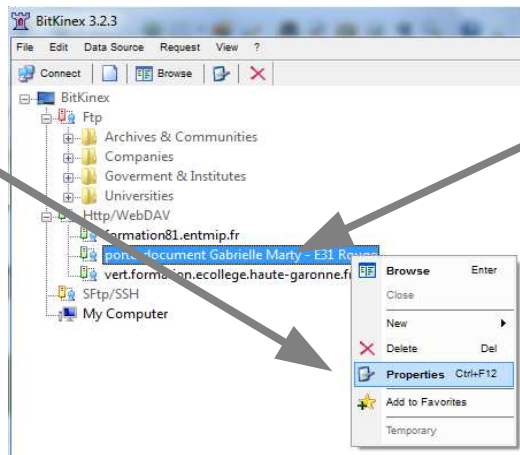 BitKinex 3.2.3
File Edit Data Source Request View ?
Connect Browse
BitKinex
Ftp
Archives & Communities
Companies
Goverment & Institutes
Universities
Http/WebDAV
formation81.entmip.fr
document Gabrielle Marty - E31 Rouge
vert.formation.ecollege.haute-garonne.fr
SFtp/SSH
My Computer
Browse Enter
Close
New
Delete Del
Properties Ctrl+F12
Add to Favorites
Temporary